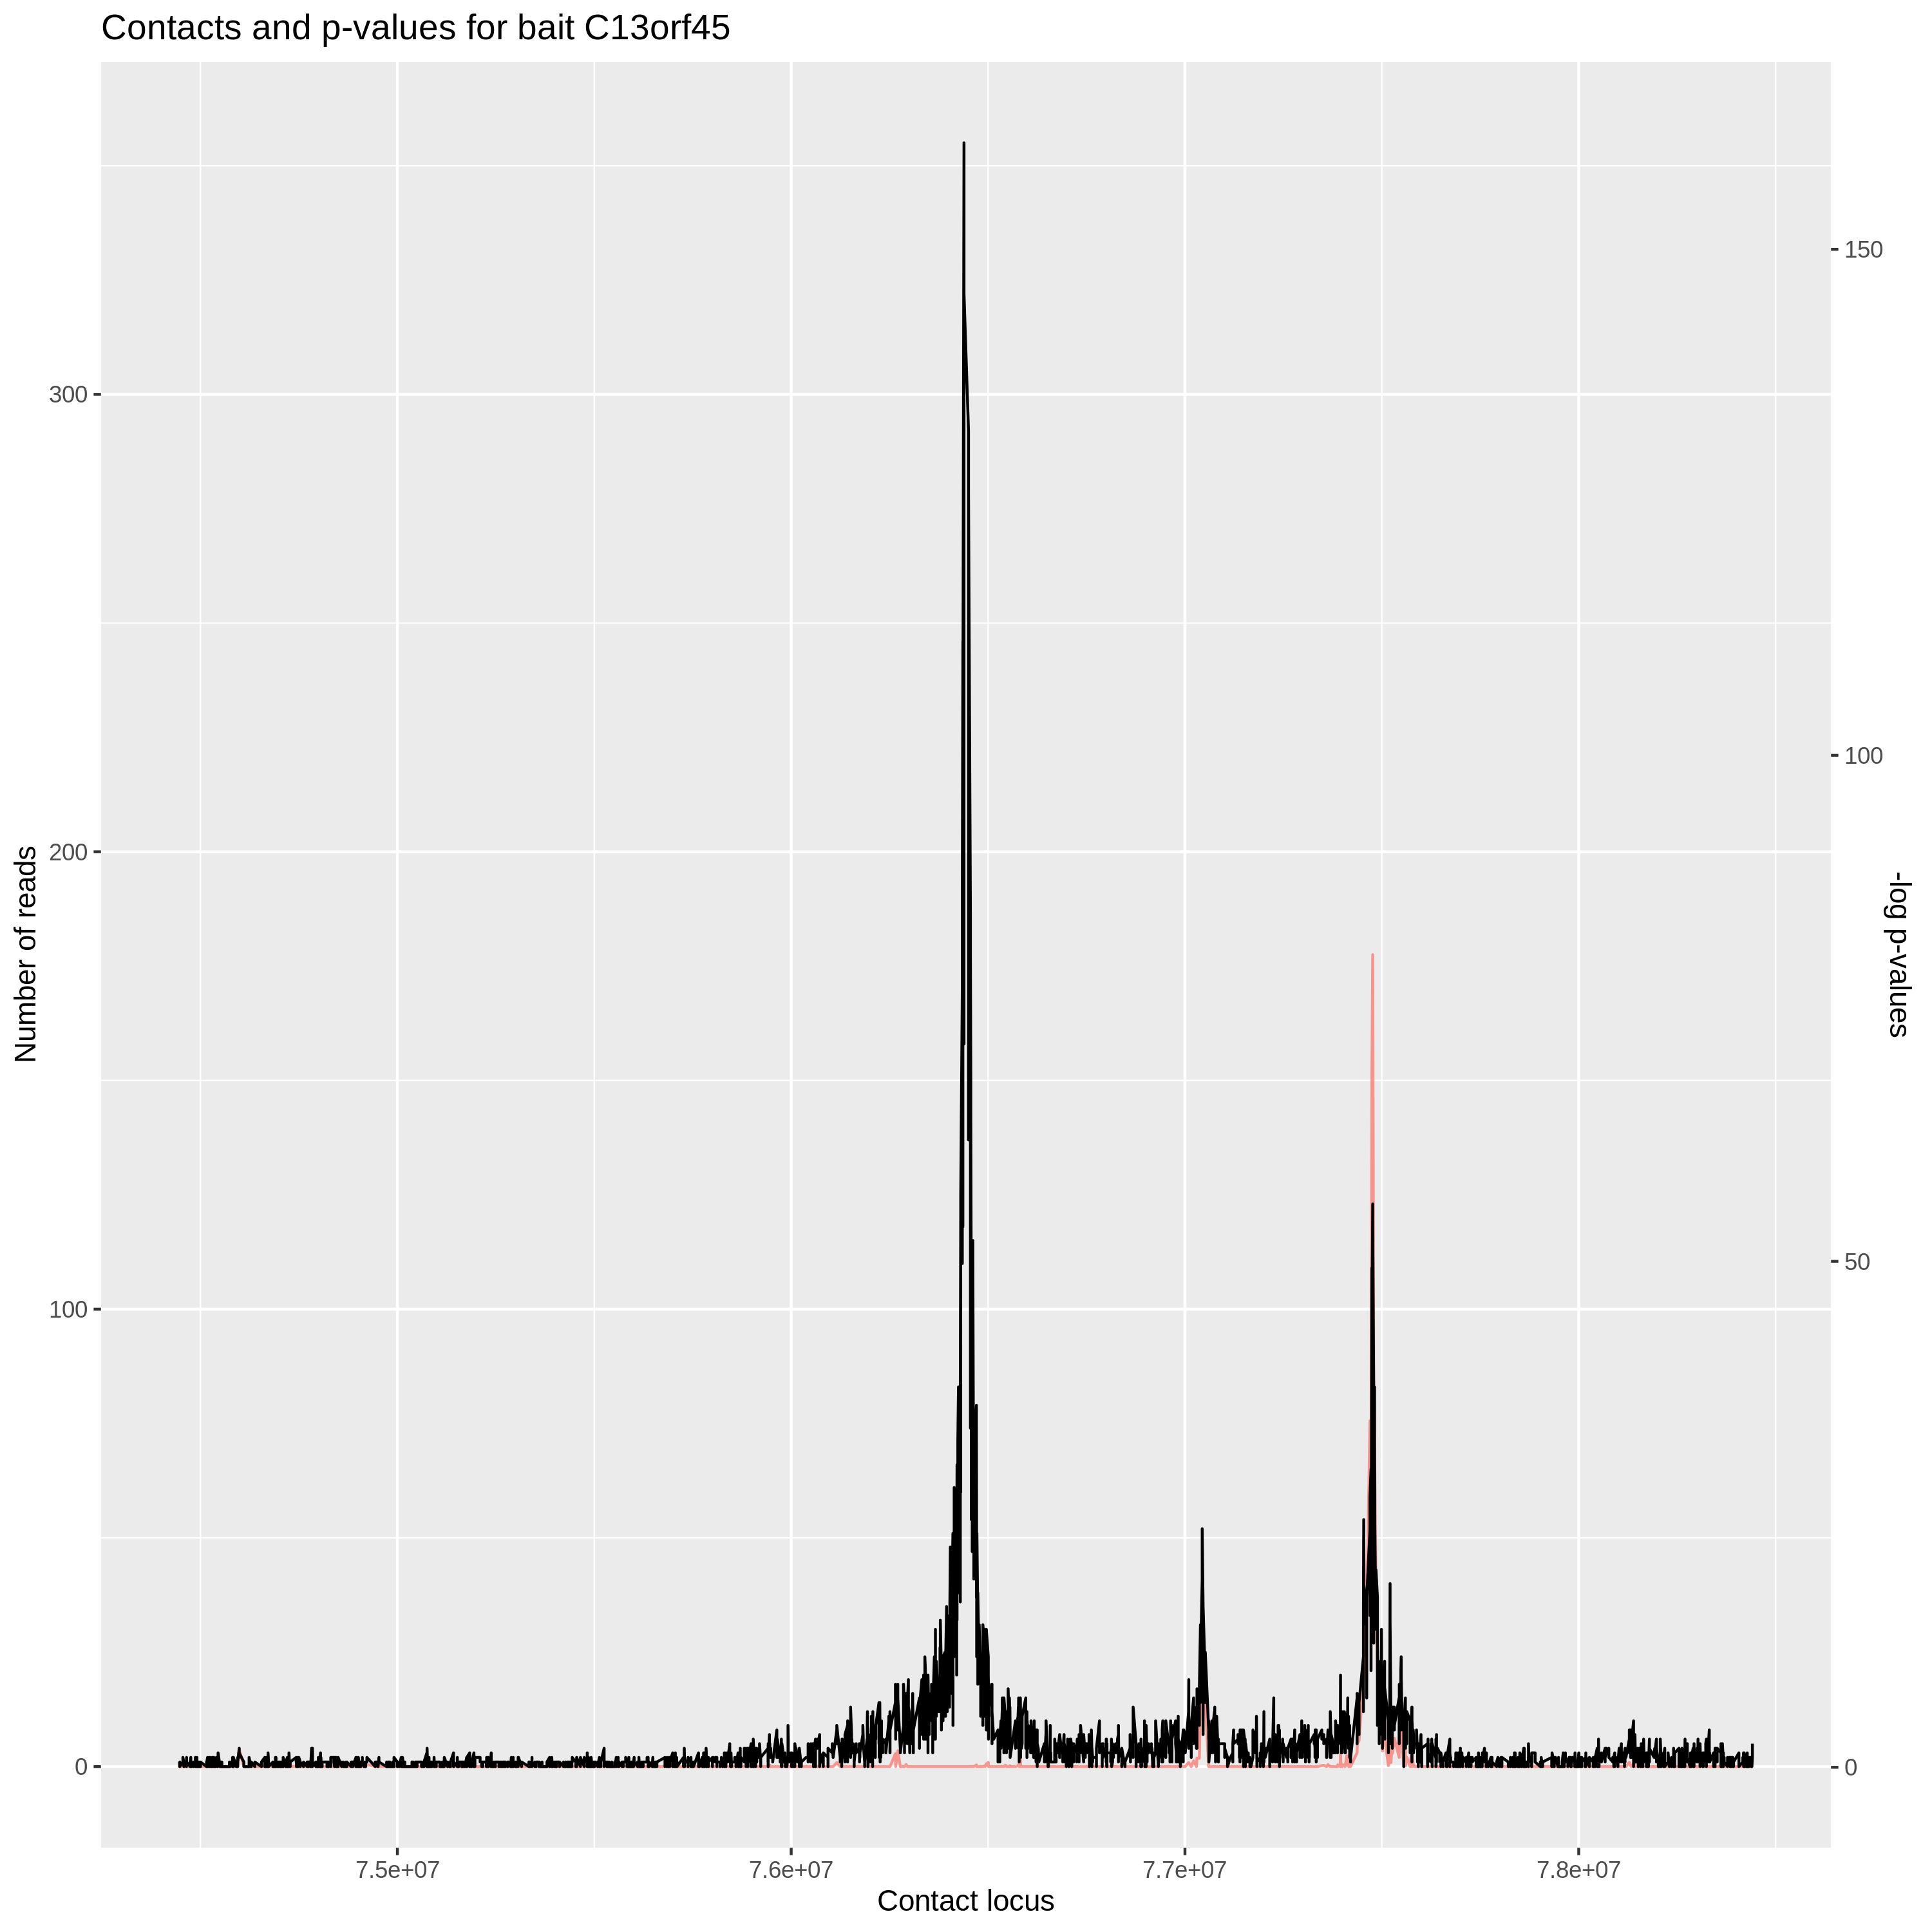 Contacts and p-values for bait C13orf45
Number of reads
300
200
100
0
150
100
50
0
-log p-values
7.5e+07 7.6e+07 7.7e+07 7.8e+07
Contact locus